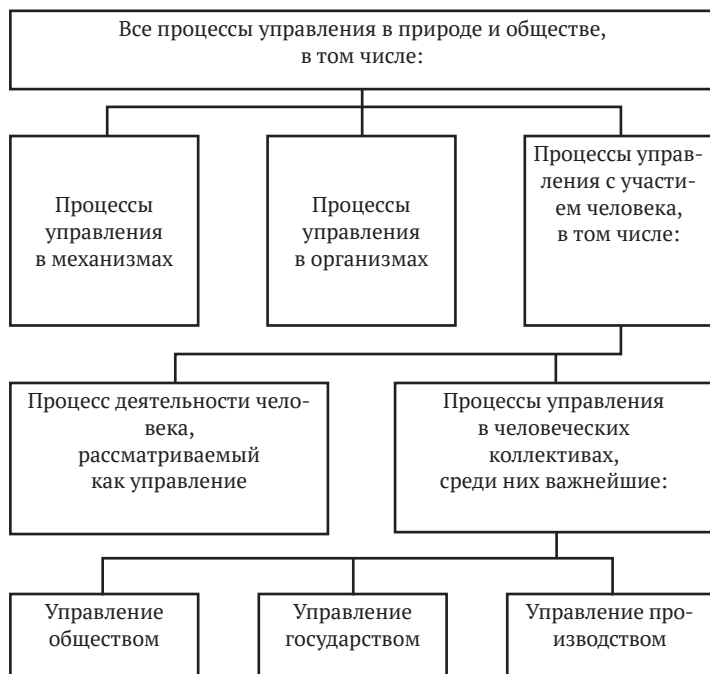 Все процессы управления в природе и обществе,
в том числе:
Процессы
управления
в механизмах
Процессы
управления
в организмах
Процессы управ-
ления с участи-
ем человека,
в том числе:
Процесс деятельности чело-
века,
рассматриваемый
как управление
Процессы управления
в человеческих
коллективах,
среди них важнейшие:
Управление
обществом
Управление
государством
Управление про-
изводством